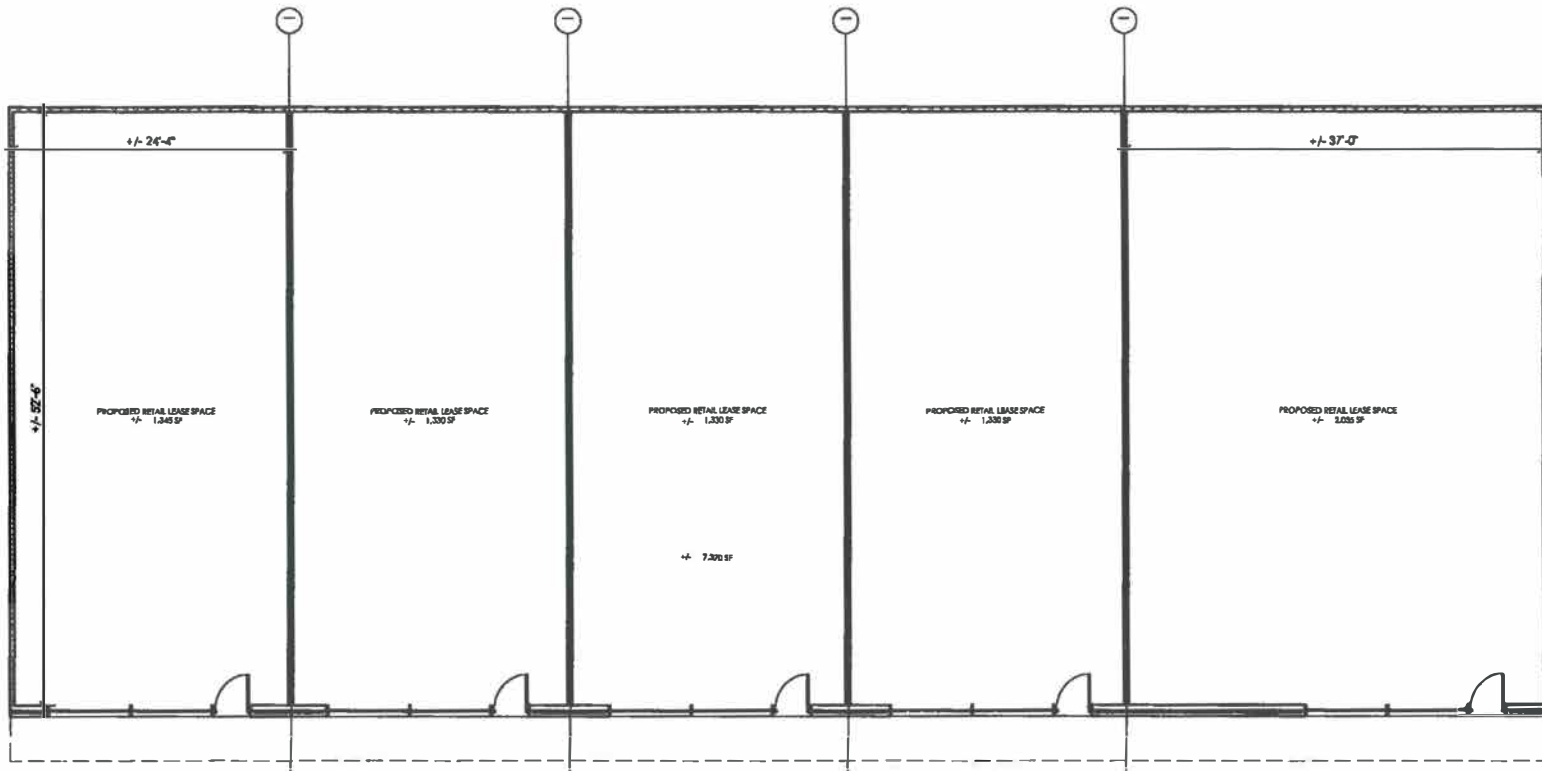 +/- 24'-4"
+/- 37'-0"
+/- 52'-6"
PROPOSED RETAIL LEASE SPACE
+/- 1,345 SF
PROPOSED RETAIL LEASE SPACE
+/- 1,330 SF
PROPOSED RETAIL LEASE SPACE
+/- 1,330 SF
PROPOSED RETAIL LEASE SPACE
+/- 1,330 SF
PROPOSED RETAIL LEASE SPACE
+/- 2,035 SF
+/- 7,370 SF